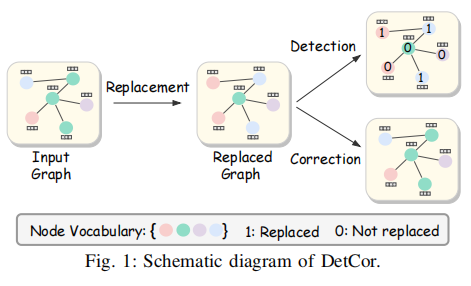 Detection
1 1
0 0
0 1
Replacement
Input
Graph
Replaced
Graph
Correction
Node Vocabulary: { } 1: Replaced 0: Not replaced
Fig. 1: Schematic diagram of DetCor.